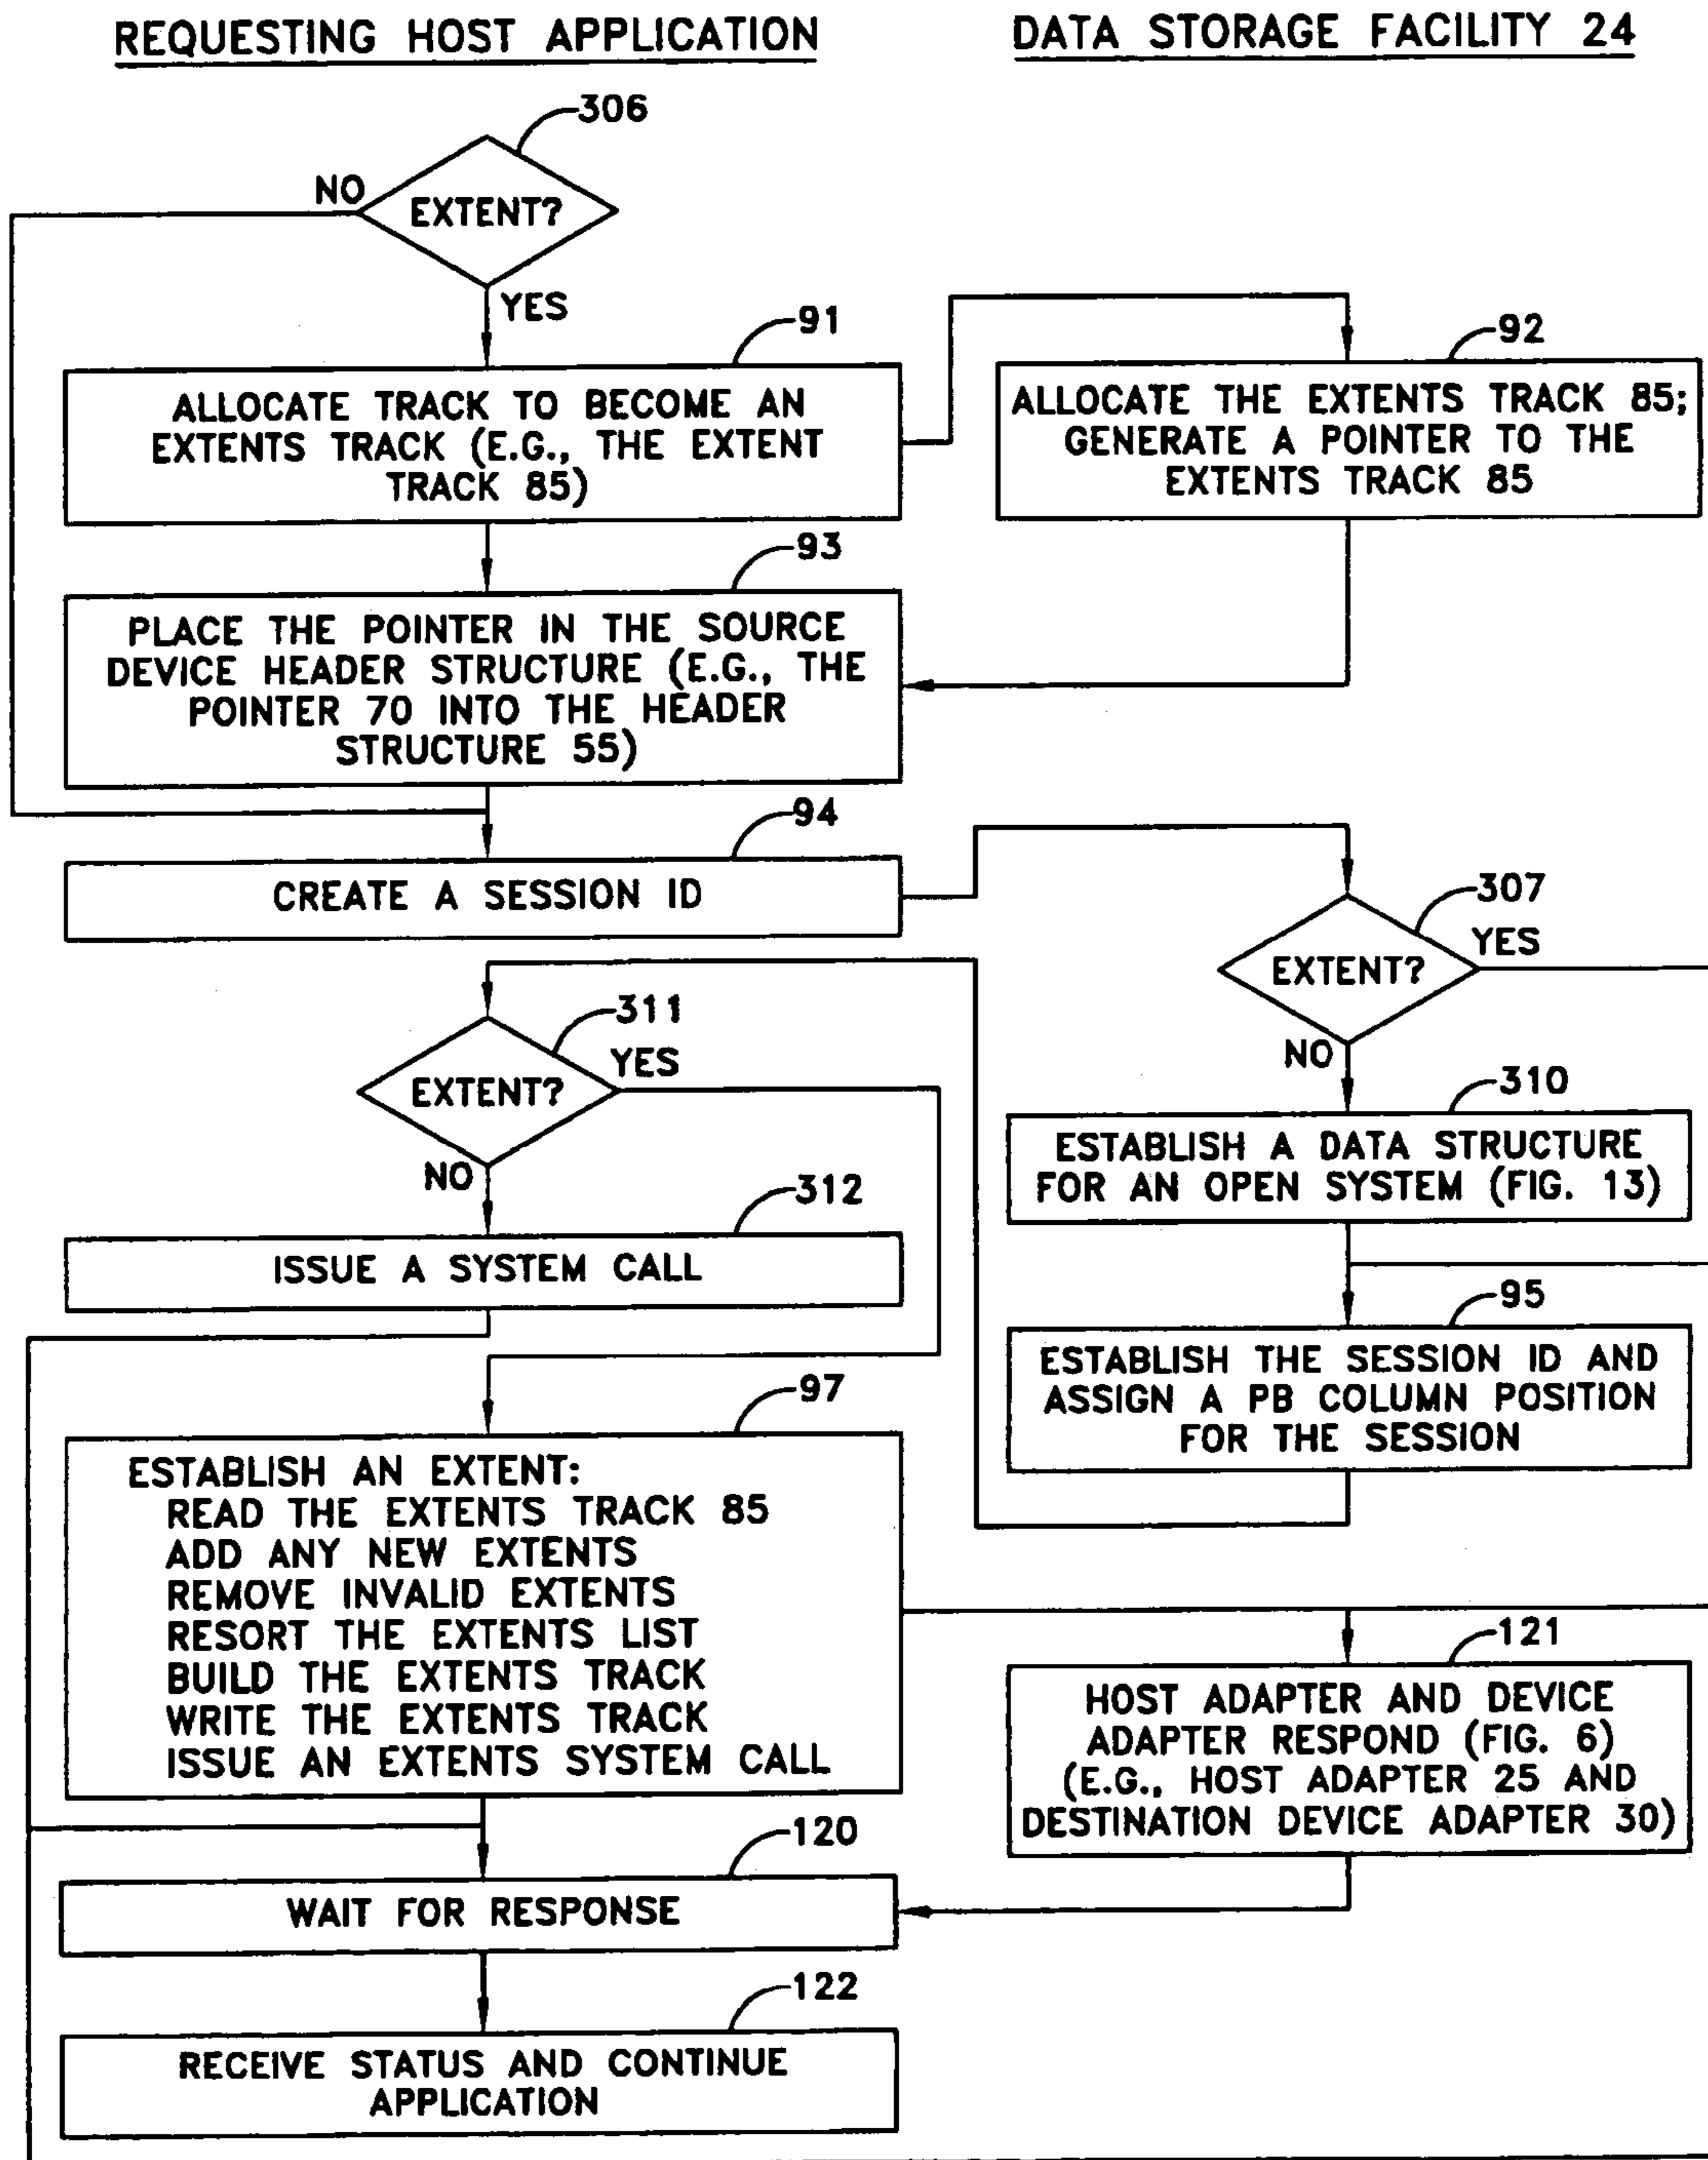 REQUESTING HOST APPLICATION
DATA STORAGE FACILITY 24
306
NO
EXTENT?
YES
91
ALLOCATE TRACK TO BECOME AN
EXTENTS TRACK (E.G., THE EXTENT
TRACK 85)
92
ALLOCATE THE EXTENTS TRACK 85;
GENERATE A POINTER TO THE
EXTENTS TRACK 85
93
PLACE THE POINTER IN THE SOURCE
DEVICE HEADER STRUCTURE (E.G., THE
POINTER 70 INTO THE HEADER
STRUCTURE 55)
94
CREATE A SESSION ID
307
YES
EXTENT?
NO
310
ESTABLISH A DATA STRUCTURE
FOR AN OPEN SYSTEM (FIG. 13)
95
ESTABLISH THE SESSION ID AND
ASSIGN A PB COLUMN POSITION
FOR THE SESSION
311
YES
EXTENT?
NO
312
ISSUE A SYSTEM CALL
97
ESTABLISH AN EXTENT:
READ THE EXTENTS TRACK 85
ADD ANY NEW EXTENTS
REMOVE INVALID EXTENTS
RESORT THE EXTENTS LIST
BUILD THE EXTENTS TRACK
WRITE THE EXTENTS TRACK
ISSUE AN EXTENTS SYSTEM CALL
121
HOST ADAPTER AND DEVICE
ADAPTER RESPOND (FIG. 6)
(E.G., HOST ADAPTER 25 AND
DESTINATION DEVICE ADAPTER 30)
120
WAIT FOR RESPONSE
122
RECEIVE STATUS AND CONTINUE
APPLICATION